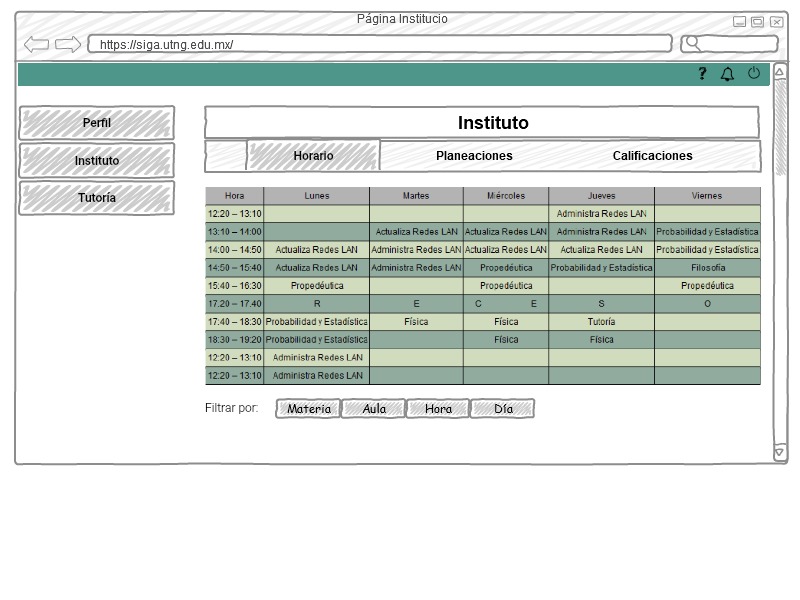 Página Institucio
https://siga.utng.edu.mx/
?
Perfil
Instituto
Tutoría
Instituto
Horario Planeaciones Calificaciones
Hora Lunes Martes Miércoles Jueves Viernes
12:20 – 13:10 Administra Redes LAN
13:10 – 14:00 Actualiza Redes LAN Actualiza Redes LAN Administra Redes LAN Probabilidad y Estadística
14:00 – 14:50 Actualiza Redes LAN Administra Redes LAN Actualiza Redes LAN Actualiza Redes LAN Probabilidad y Estadística
14:50 – 15:40 Actualiza Redes LAN Administra Redes LAN Propedéutica Probabilidad y Estadística Filosofía
15:40 – 16:30 Propedéutica Propedéutica Propedéutica
17.20 – 17.40 R E C E S O
17:40 – 18:30 Probabilidad y Estadística Física Física Tutoría
18:30 – 19:20 Probabilidad y Estadística Física Física
12:20 – 13:10 Administra Redes LAN
12:20 – 13:10 Administra Redes LAN
Filtrar por: Materia Aula Hora Día